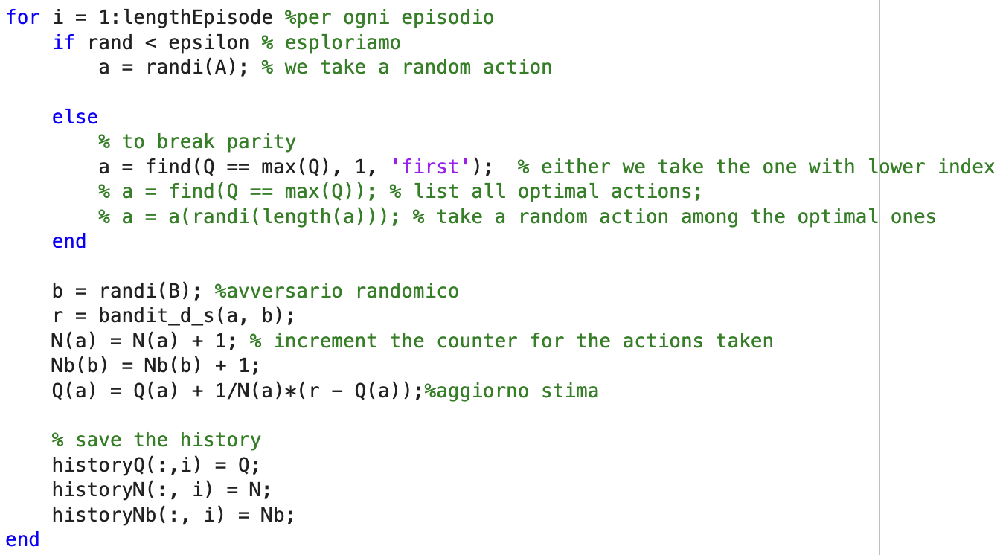 for i = 1:lengthEpisode %per ogni episodio
    if rand < epsilon % esploriamo
        a = randi(A); % we take a random action

    else
        % to break parity
        a = find(Q == max(Q), 1, 'first');  % either we take the one with lower index
        % a = find(Q == max(Q)); % list all optimal actions;
        % a = a(randi(length(a))); % take a random action among the optimal ones
    end

    b = randi(B); %avversario randomico
    r = bandit_d_s(a, b);
    N(a) = N(a) + 1; % increment the counter for the actions taken
    Nb(b) = Nb(b) + 1;
    Q(a) = Q(a) + 1/N(a)*(r - Q(a));%aggiorno stima

    % save the history
    historyQ(:,i) = Q;
    historyN(:, i) = N;
    historyNb(:, i) = Nb;
end